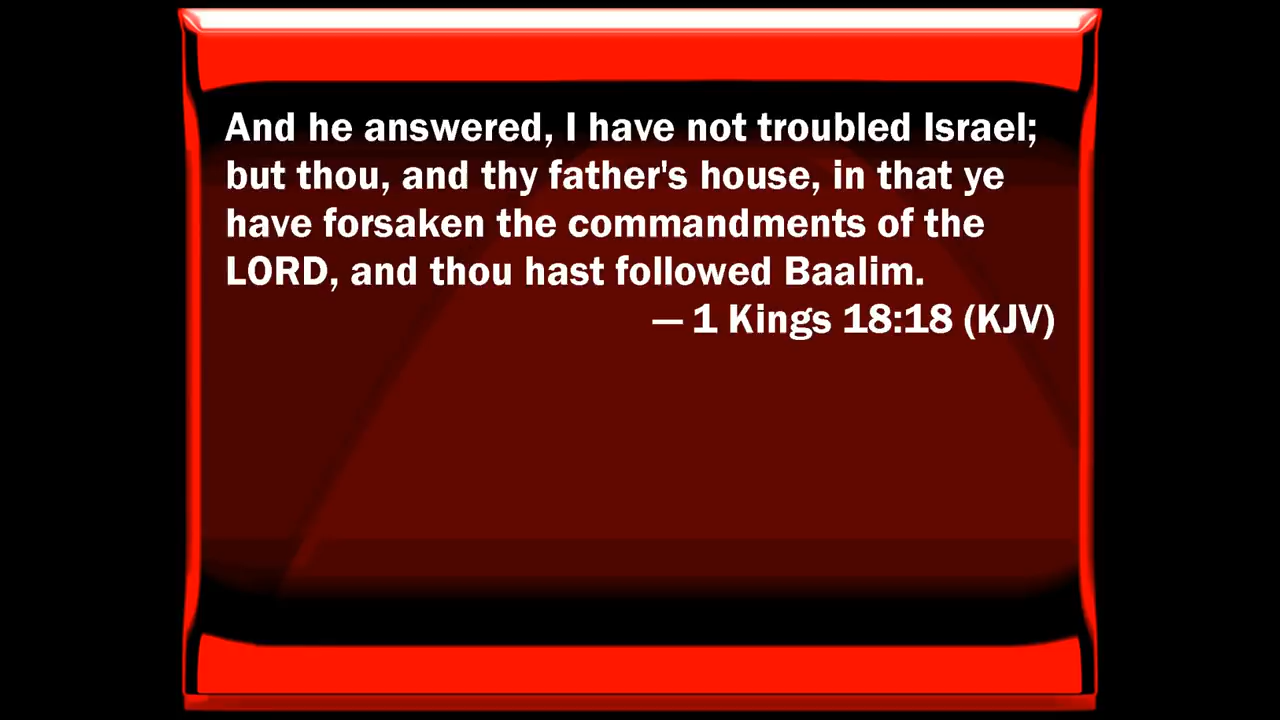 And he answered, I have not troubled Israel;
but thou, and thy father's house, in that ye
have forsaken the commandments of the
LORD, and thou hast followed Baalim.
— 1 Kings 18:18 (KJV)